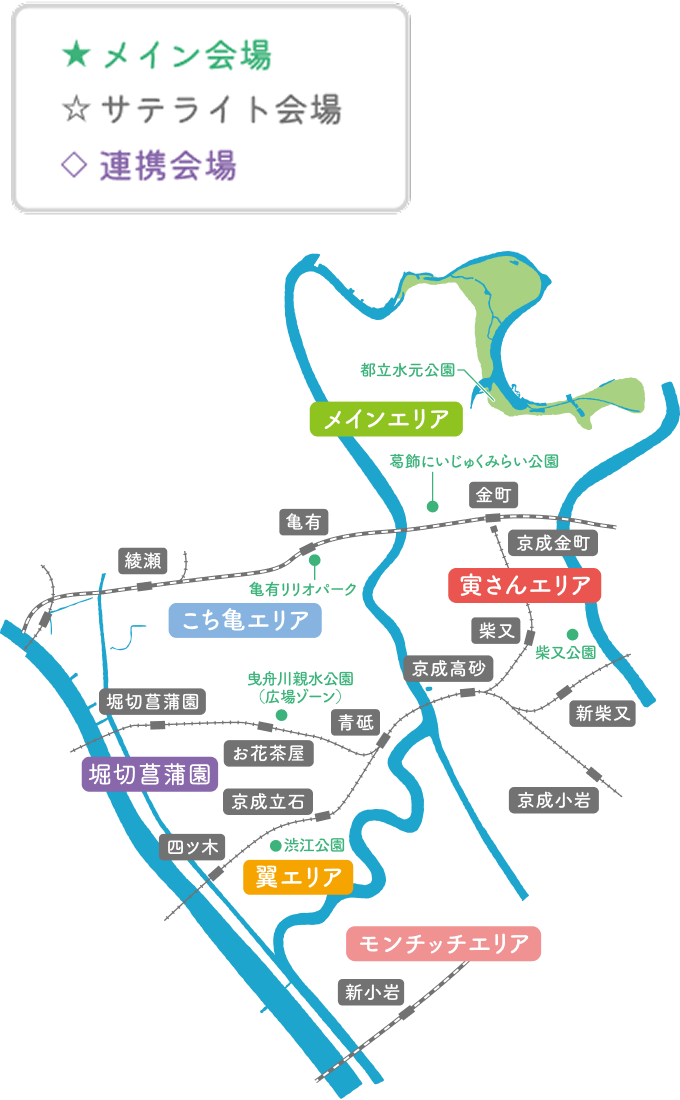 ★メイン会場
☆サテライト会場
◇連携会場
都立水元公園
メインエリア
葛飾にいじゅくみらい公園
金町
亀有
京成金町
綾瀬
亀有リリオパーク
寅さんエリア
こち亀エリア
柴又
柴又公園
京成高砂
曳舟川親水公園
（広場ゾーン）
堀切菖蒲園
青砥
新柴又
お花茶屋
堀切菖蒲園
京成立石
京成小岩
四ツ木
渋江公園
翼エリア
モンチッチエリア
新小岩